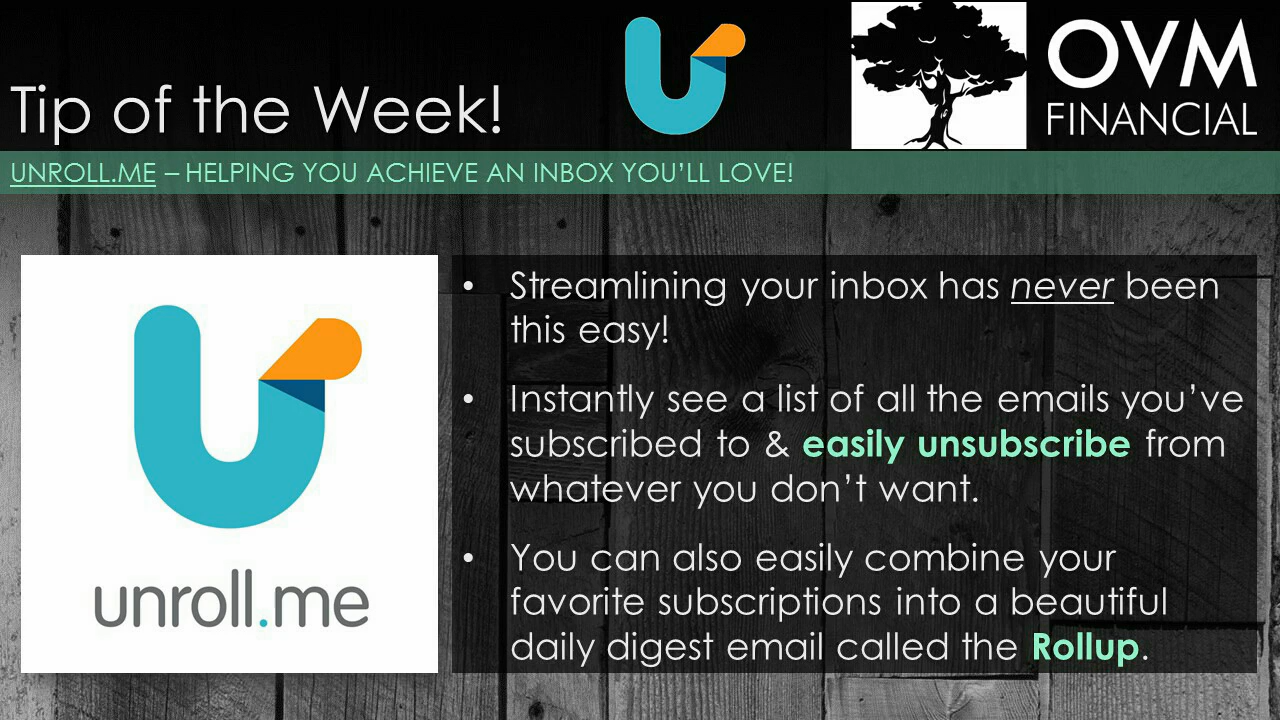 Tip of the Week!
OVM
FINANCIAL
UNROLL.ME – HELPING YOU ACHIEVE AN INBOX YOU’LL LOVE!
unroll.me
• Streamlining your inbox has never been
this easy!
• Instantly see a list of all the emails you’ve
subscribed to & easily unsubscribe from
whatever you don’t want.
• You can also easily combine your
favorite subscriptions into a beautiful
daily digest email called the Rollup.